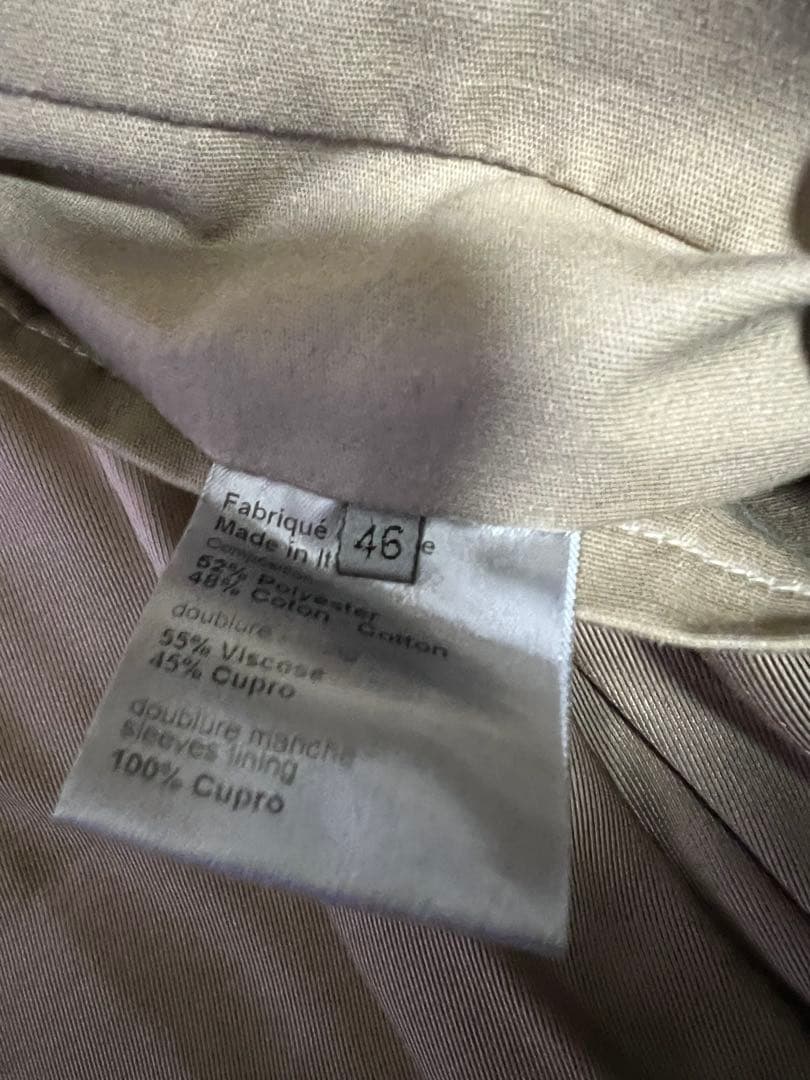 Fabriqué e
Made in It
46
Composition
52% Polyester
48% Coton Cotton
doublure
55% Viscose
45% Cupro
doublure manche
sleeves lining
100% Cupro